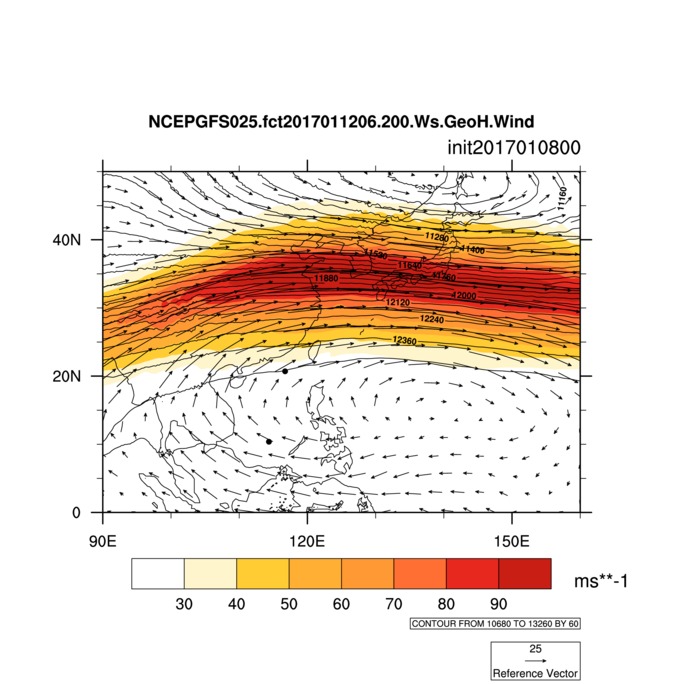 NCEPGFS025.fct2017011206.200.Ws.GeoH.Wind
init2017010800
11160
40N
11280
11400
11520
11640
11880
11760
12000
12120
12240
12360
20N
0
90E
120E
150E
ms**-1
30 40 50 60 70 80 90
CONTOUR FROM 10680 TO 13260 BY 60
25
Reference Vector